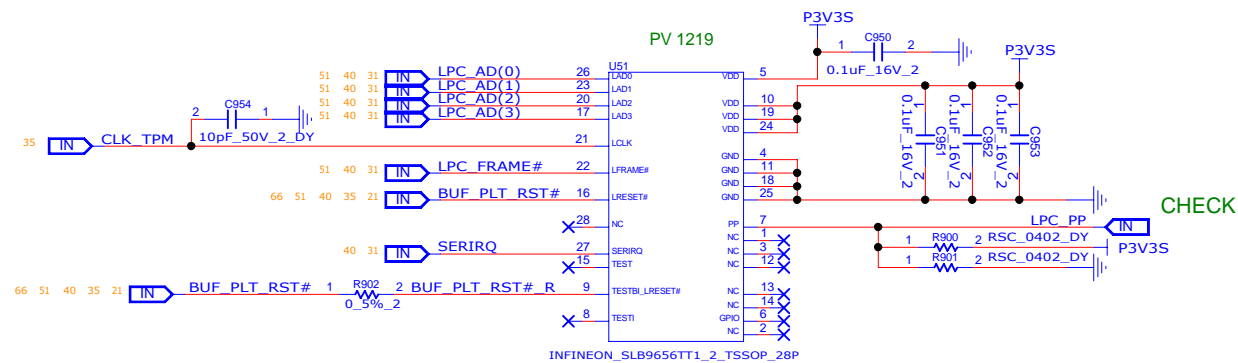 P3V3S
PV 1219
C950
1 2
0.1uF_16V_2
P3V3S
U51
51 40 31 IN LPC_AD(0) 26 LAD0 VDD 5
51 40 31 IN LPC_AD(1) 23 LAD1
51 40 31 IN LPC_AD(2) 20 LAD2 VDD 10
51 40 31 IN LPC_AD(3) 17 LAD3 VDD 19
VDD 24
2 C954 1
10pF_50V_2_DY
1 0.1uF_16V_2 C951 2
1 0.1uF_16V_2 C952 2
1 0.1uF_16V_2 C953 2
35 IN CLK_TPM 21 LCLK
GND 4
51 40 31 IN LPC_FRAME# 22 LFRAME# GND 11
GND 18
66 51 40 35 21 IN BUF_PLT_RST# 16 LRESET# GND 25
CHECK
28 NC PP 7 LPC_PP IN
NC 1
40 31 IN SERIRQ 27 SERIRQ NC 3
15 TEST NC 12
1 R900 2 RSC_0402_DY P3V3S
1 R901 2 RSC_0402_DY
66 51 40 35 21 IN BUF_PLT_RST# 1 R902 2 BUF_PLT_RST#_R 9 TESTBI_LRESET# NC 13
0_5%_2
NC 14
8 TESTI GPIO 6
NC 2
INFINEON_SLB9656TT1_2_TSSOP_28P